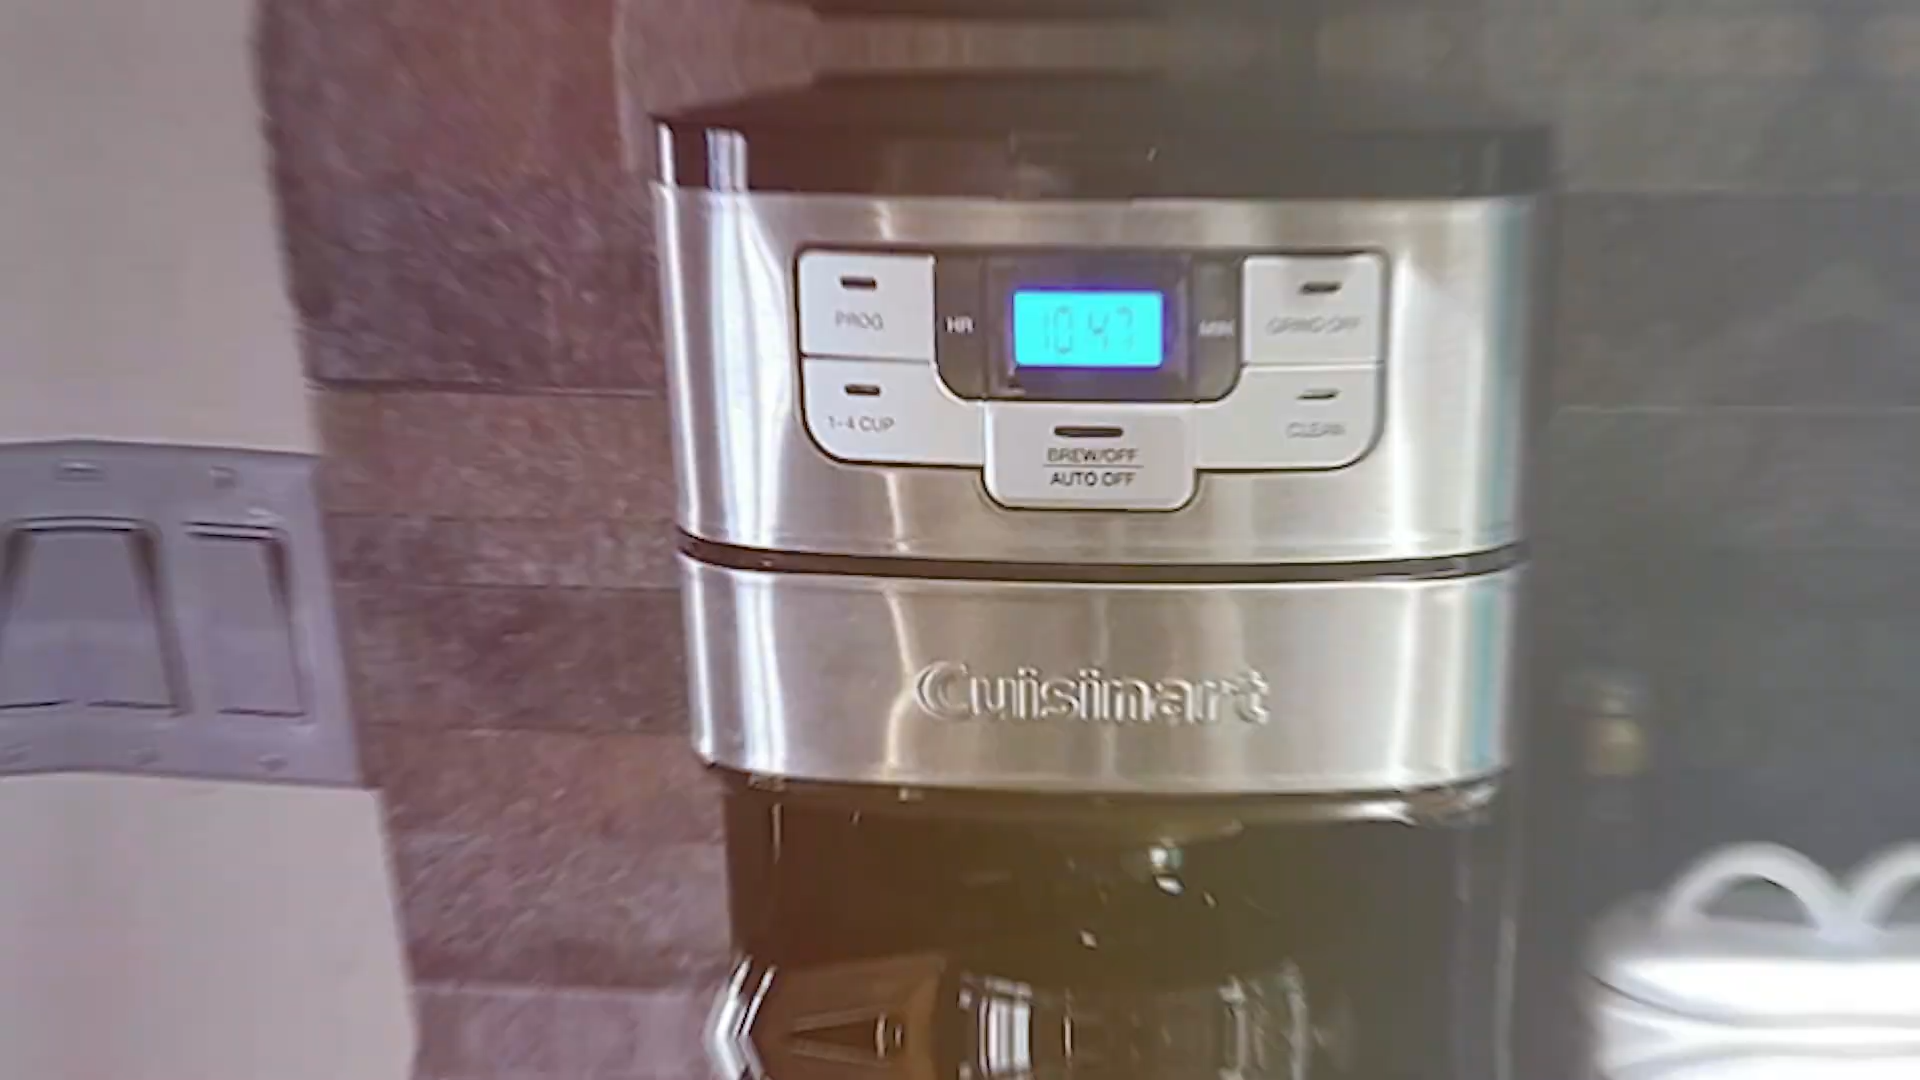 PROG
HR
10:47
MIN
GRIND OFF
1-4 CUP
CLEAN
BREW/OFF
AUTO OFF
Cuisinart